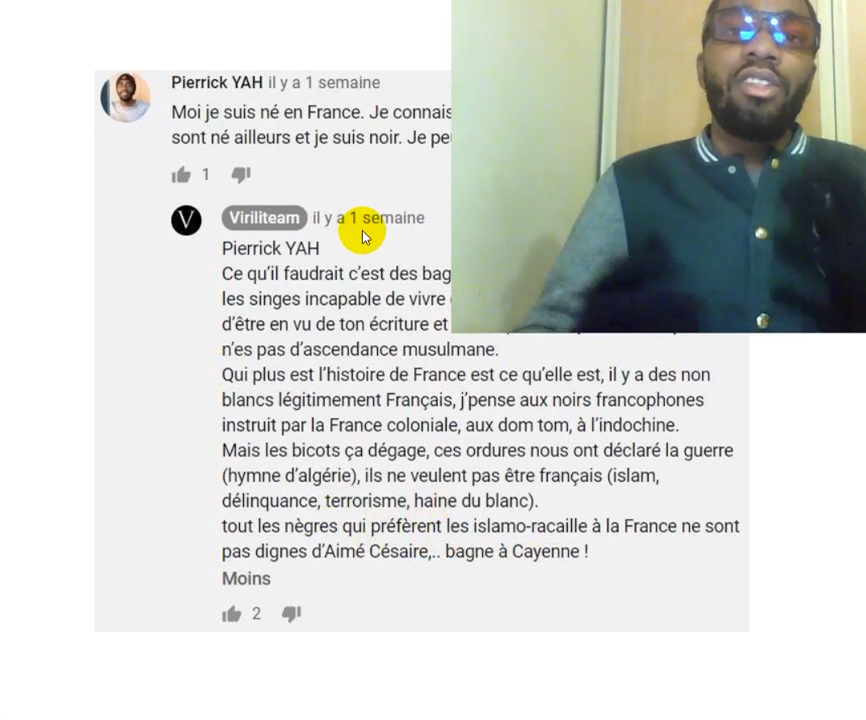 Pierrick YAH il y a 1 semaine
Moi je suis né en France. Je connais
sont né ailleurs et je suis noir. Je
1
V Viriliteam il y a 1 semaine
Pierrick YAH
Ce qu'il faudrait c'est des
les singes incapable de vivre
d'être en vu de ton écriture et
n'es pas d'ascendance musulmane.
Qui plus est l'histoire de France est ce qu'elle est, il y a des non
blancs légitimement Français, j'pense aux noirs francophones
instruit par la France coloniale, aux dom tom, à l'indochine.
Mais les bicots ça dégage, ces ordures nous ont déclaré la guerre
(hymne d'algérie), ils ne veulent pas être français (islam,
délinquance, terrorisme, haine du blanc).
tout les nègres qui préfèrent les islamo-racaille à la France ne sont
pas dignes d'Aimé Césaire,.. bagne à Cayenne !
Moins
2